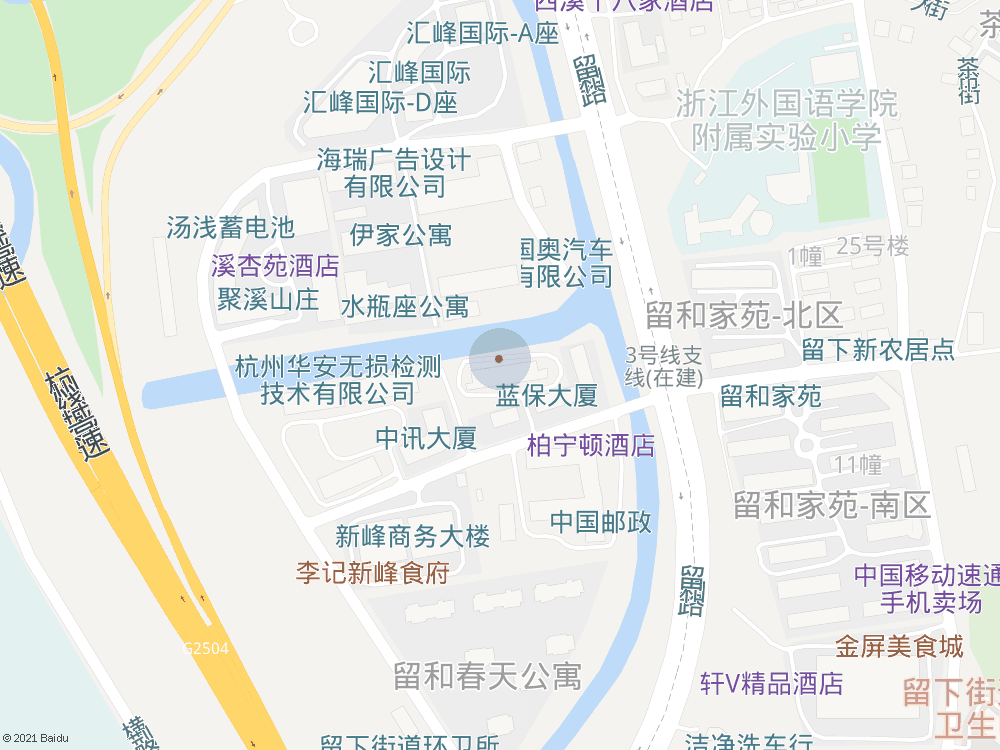 西溪十八家酒店
大街
茶
汇峰国际-A座
留和路
茶市街
汇峰国际
汇峰国际-D座
浙江外国语学院
附属实验小学
海瑞广告设计
有限公司
汤浅蓄电池
伊家公寓
国奥汽车
有限公司
1幢
25号楼
溪杏苑酒店
聚溪山庄
水瓶座公寓
留和家苑-北区
杭州华安无损检测
技术有限公司
3号线支
线(在建)
留下新农居点
蓝保大厦
留和家苑
杭州绕城高速
中讯大厦
柏宁顿酒店
11幢
留和家苑-南区
新峰商务大楼
中国邮政
李记新峰食府
留和路
中国移动速通
手机卖场
G2504
金屏美食城
留和春天公寓
轩V精品酒店
留下街道
卫生
横
路
留下街道环卫所
洁净洗车行
© 2021 Baidu